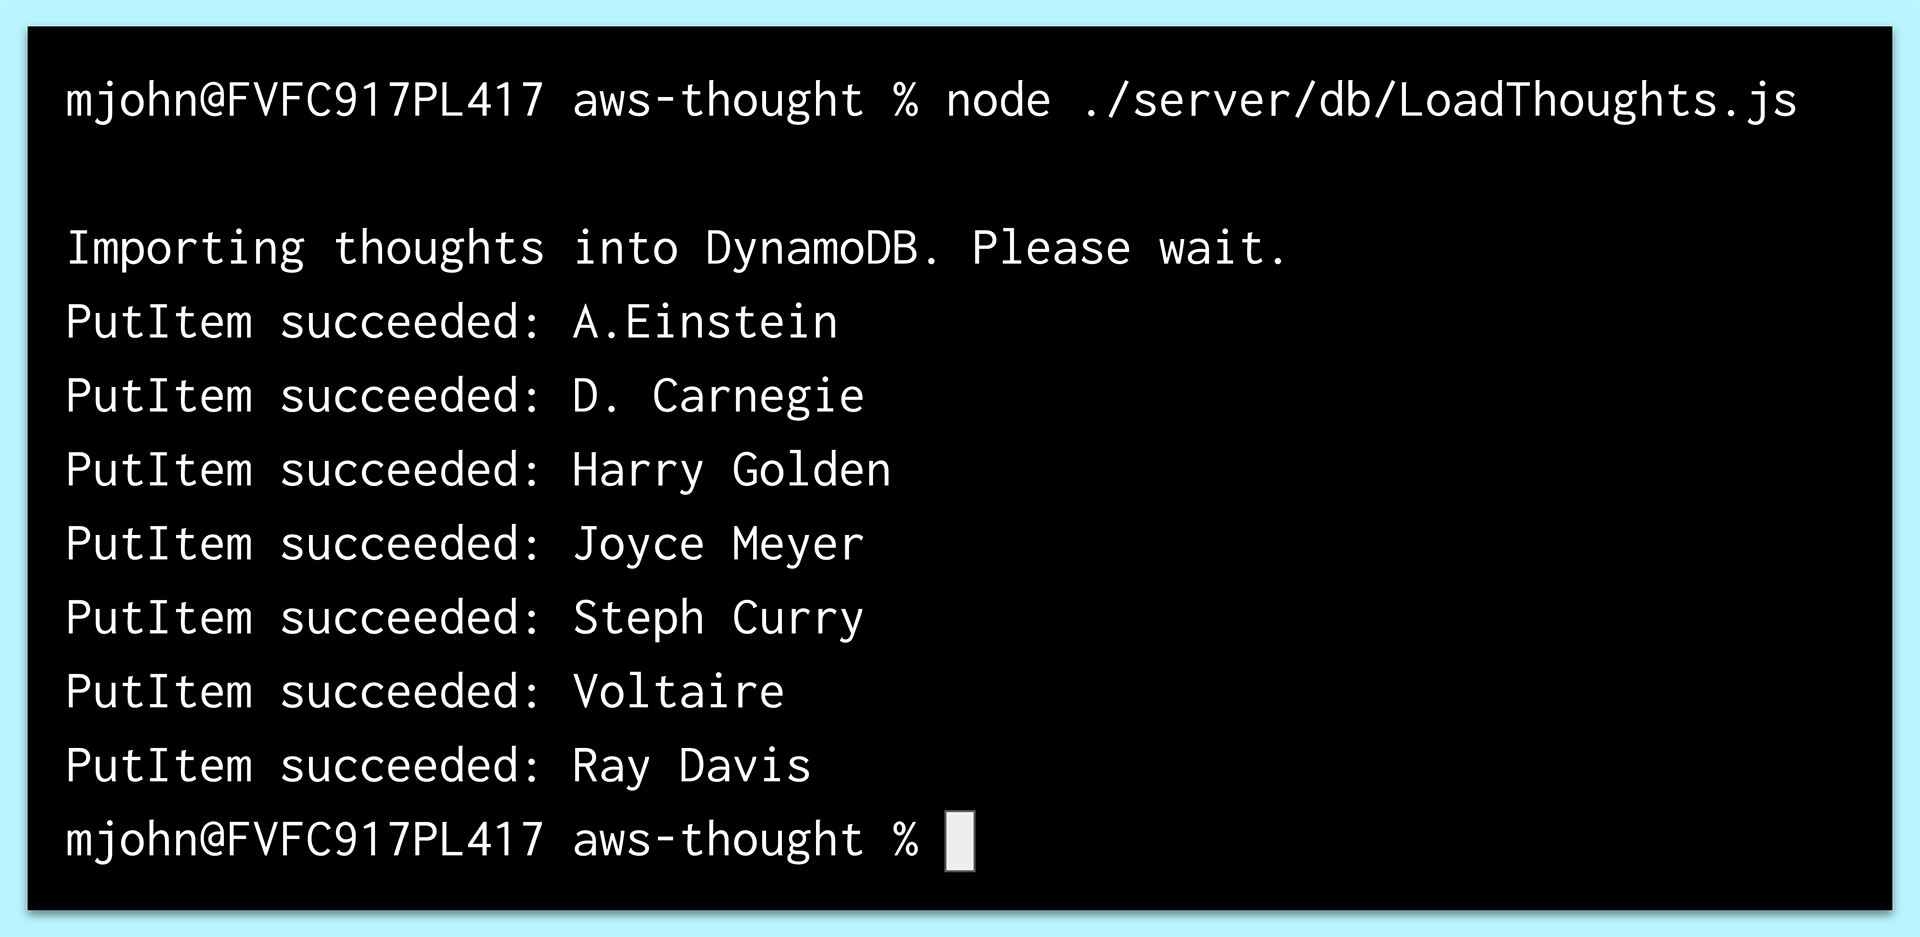 mjohn@FVFC917PL417 aws-thought % node ./server/db/LoadThoughts.js
Importing thoughts into DynamoDB. Please wait.
PutItem succeeded: A.Einstein
PutItem succeeded: D. Carnegie
PutItem succeeded: Harry Golden
PutItem succeeded: Joyce Meyer
PutItem succeeded: Steph Curry
PutItem succeeded: Voltaire
PutItem succeeded: Ray Davis
mjohn@FVFC917PL417 aws-thought %